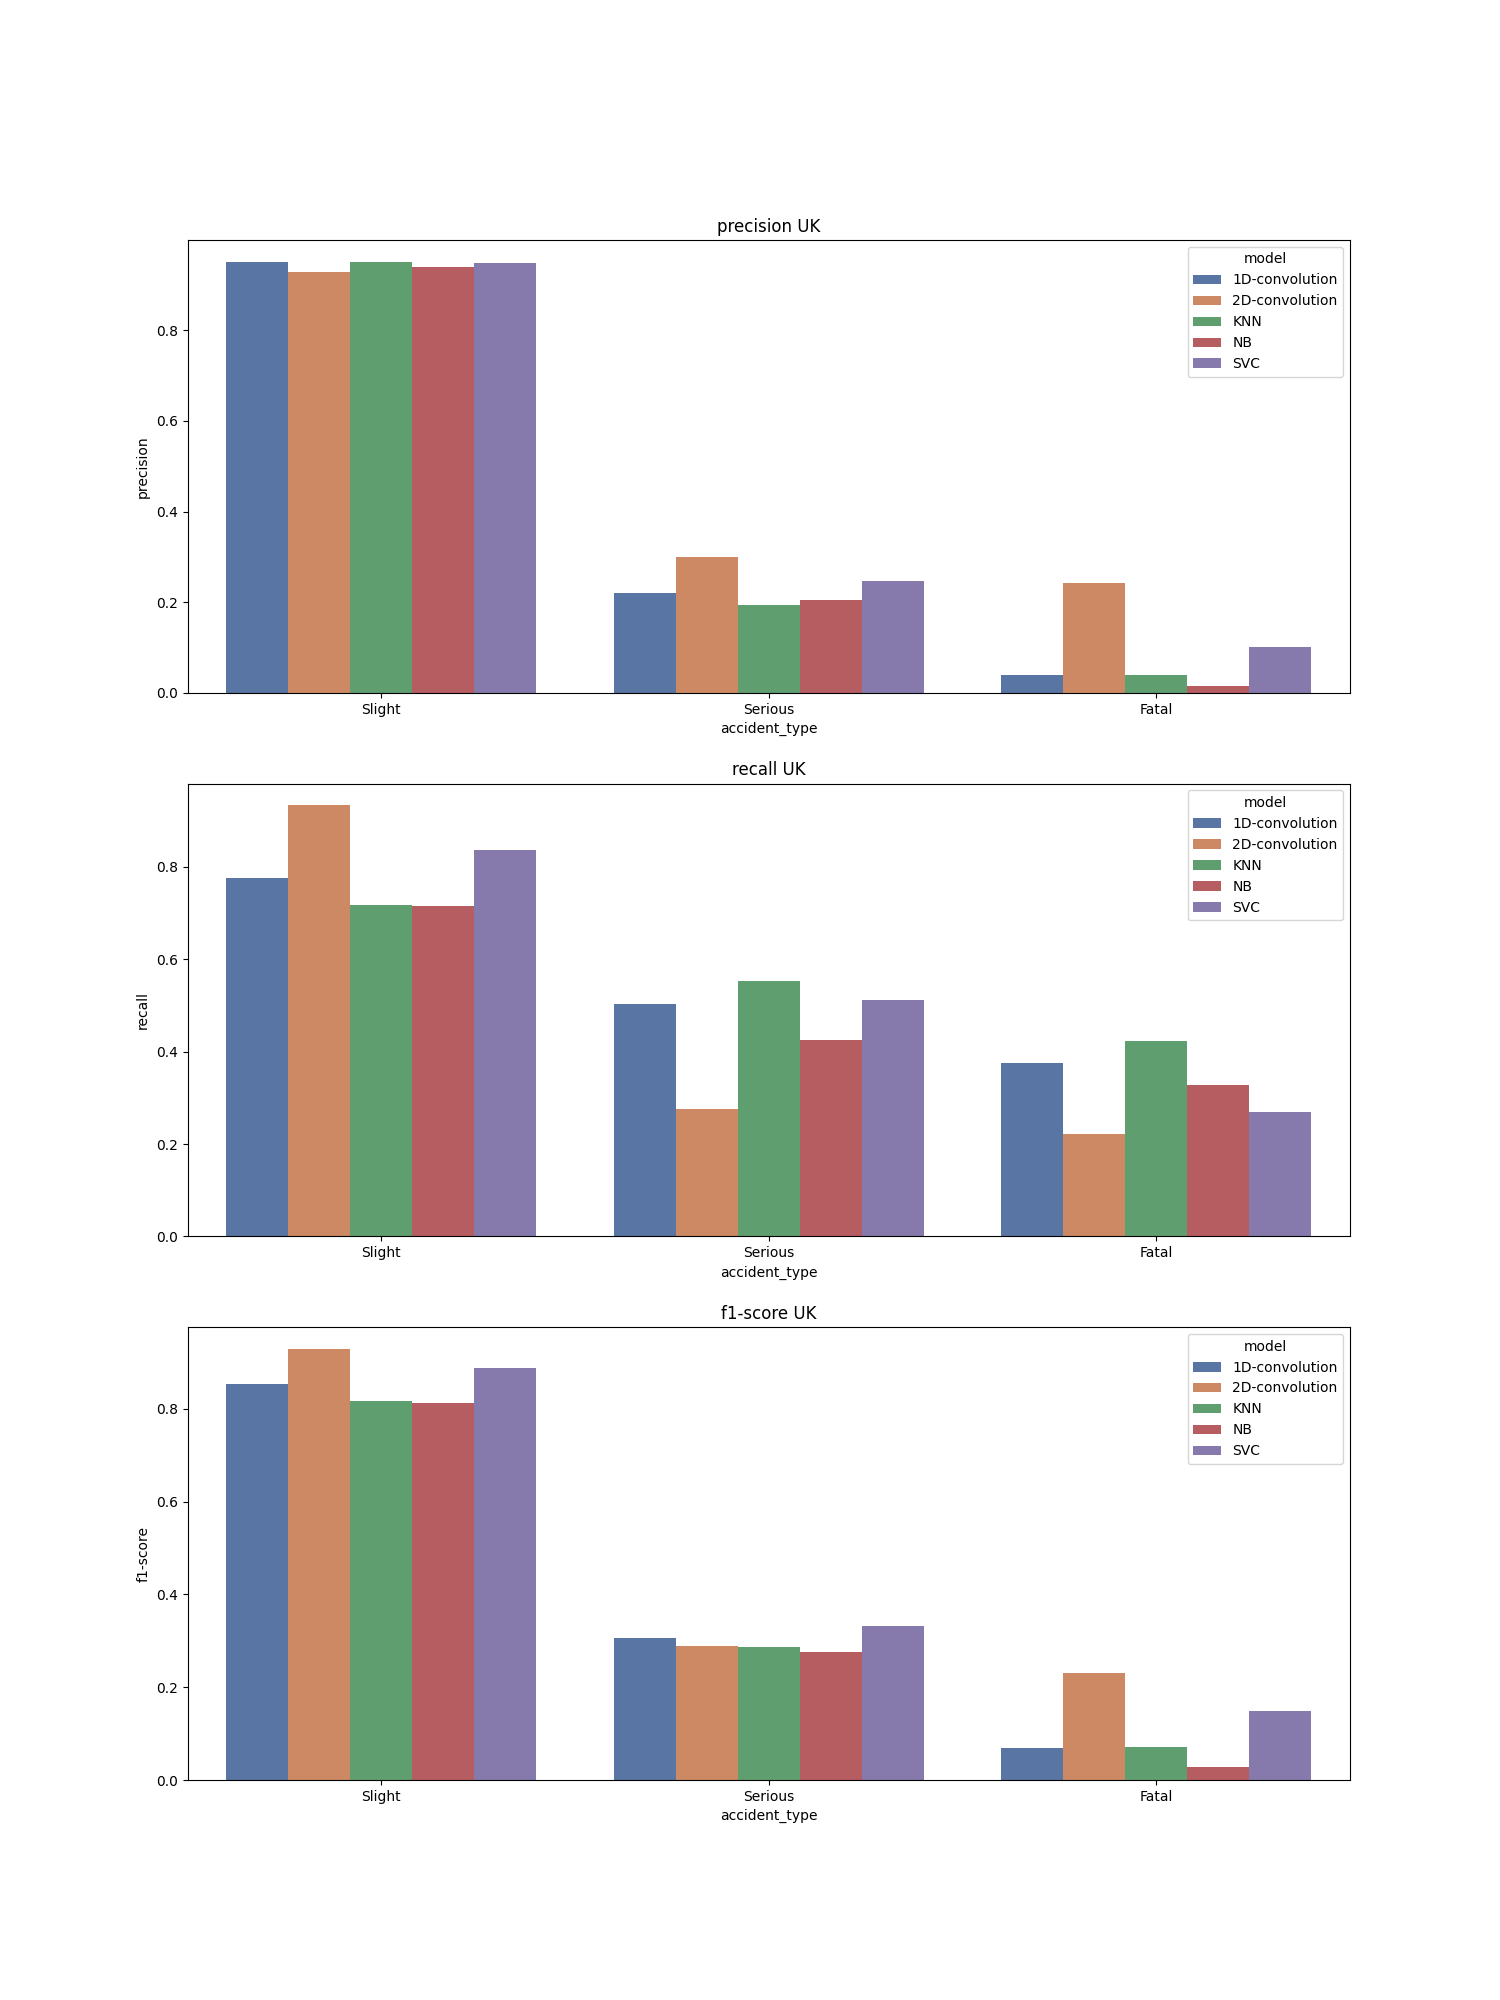 precision UK
model
1D-convolution
2D-convolution
KNN
NB
SVC
0.8
0.6
0.4
0.2
0.0
precision
Slight Serious Fatal
accident_type
recall UK
model
1D-convolution
2D-convolution
KNN
NB
SVC
0.8
0.6
0.4
0.2
0.0
recall
Slight Serious Fatal
accident_type
f1-score UK
model
1D-convolution
2D-convolution
KNN
NB
SVC
0.8
0.6
0.4
0.2
0.0
f1-score
Slight Serious Fatal
accident_type